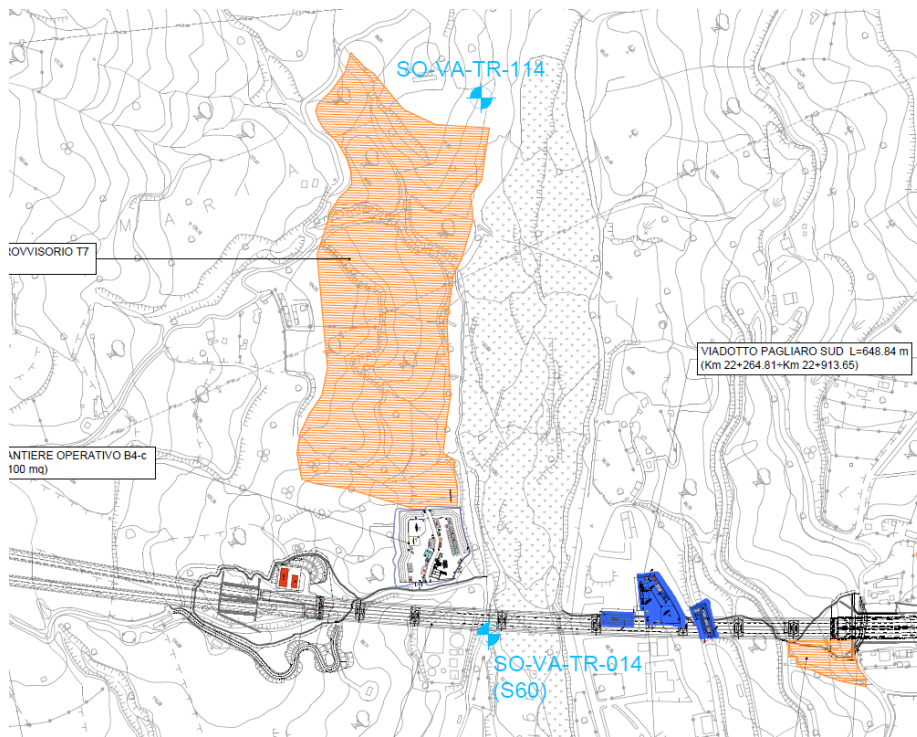 SO-VA-TR-114
ROVVISORIO T7
M A R I A
VIADOTTO PAGLIARO SUD L=648.84 m
(Km 22+264.81÷Km 22+913.65)
ANTIERE OPERATIVO B4-c
100 mq)
SO-VA-TR-014
(S60)